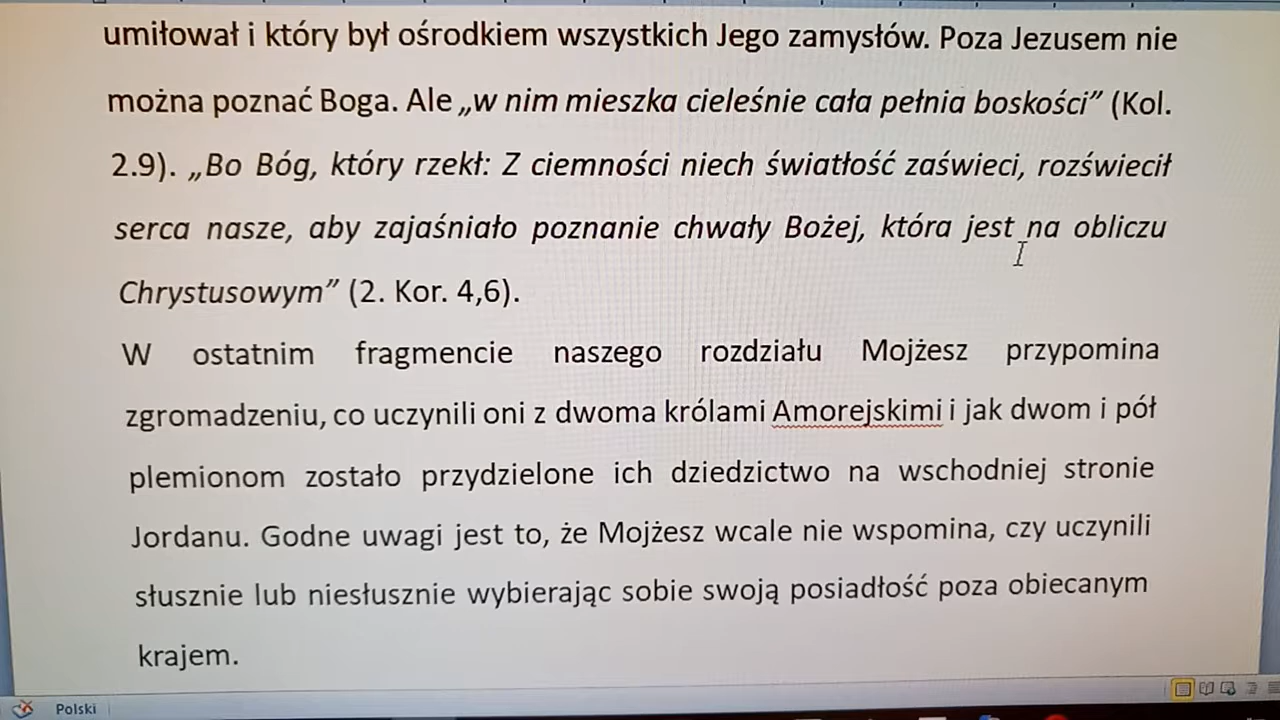 umiłował i który był ośrodkiem wszystkich Jego zamysłów. Poza Jezusem nie
można poznać Boga. Ale „w nim mieszka cieleśnie cała pełnia boskości” (Kol.
2.9). „Bo Bóg, który rzekł: Z ciemności niech światłość zaświeci, rozświecił
serca nasze, aby zajaśniało poznanie chwały Bożej, która jest na obliczu
Chrystusowym” (2. Kor. 4,6).
W ostatnim fragmencie naszego rozdziału Mojżesz przypomina
zgromadzeniu, co uczynili oni z dwoma królami Amorejskimi i jak dwom i pół
plemionom zostało przydzielone ich dziedzictwo na wschodniej stronie
Jordanu. Godne uwagi jest to, że Mojżesz wcale nie wspomina, czy uczynili
słusznie lub niesłusznie wybierając sobie swoją posiadłość poza obiecanym
krajem.
Polski